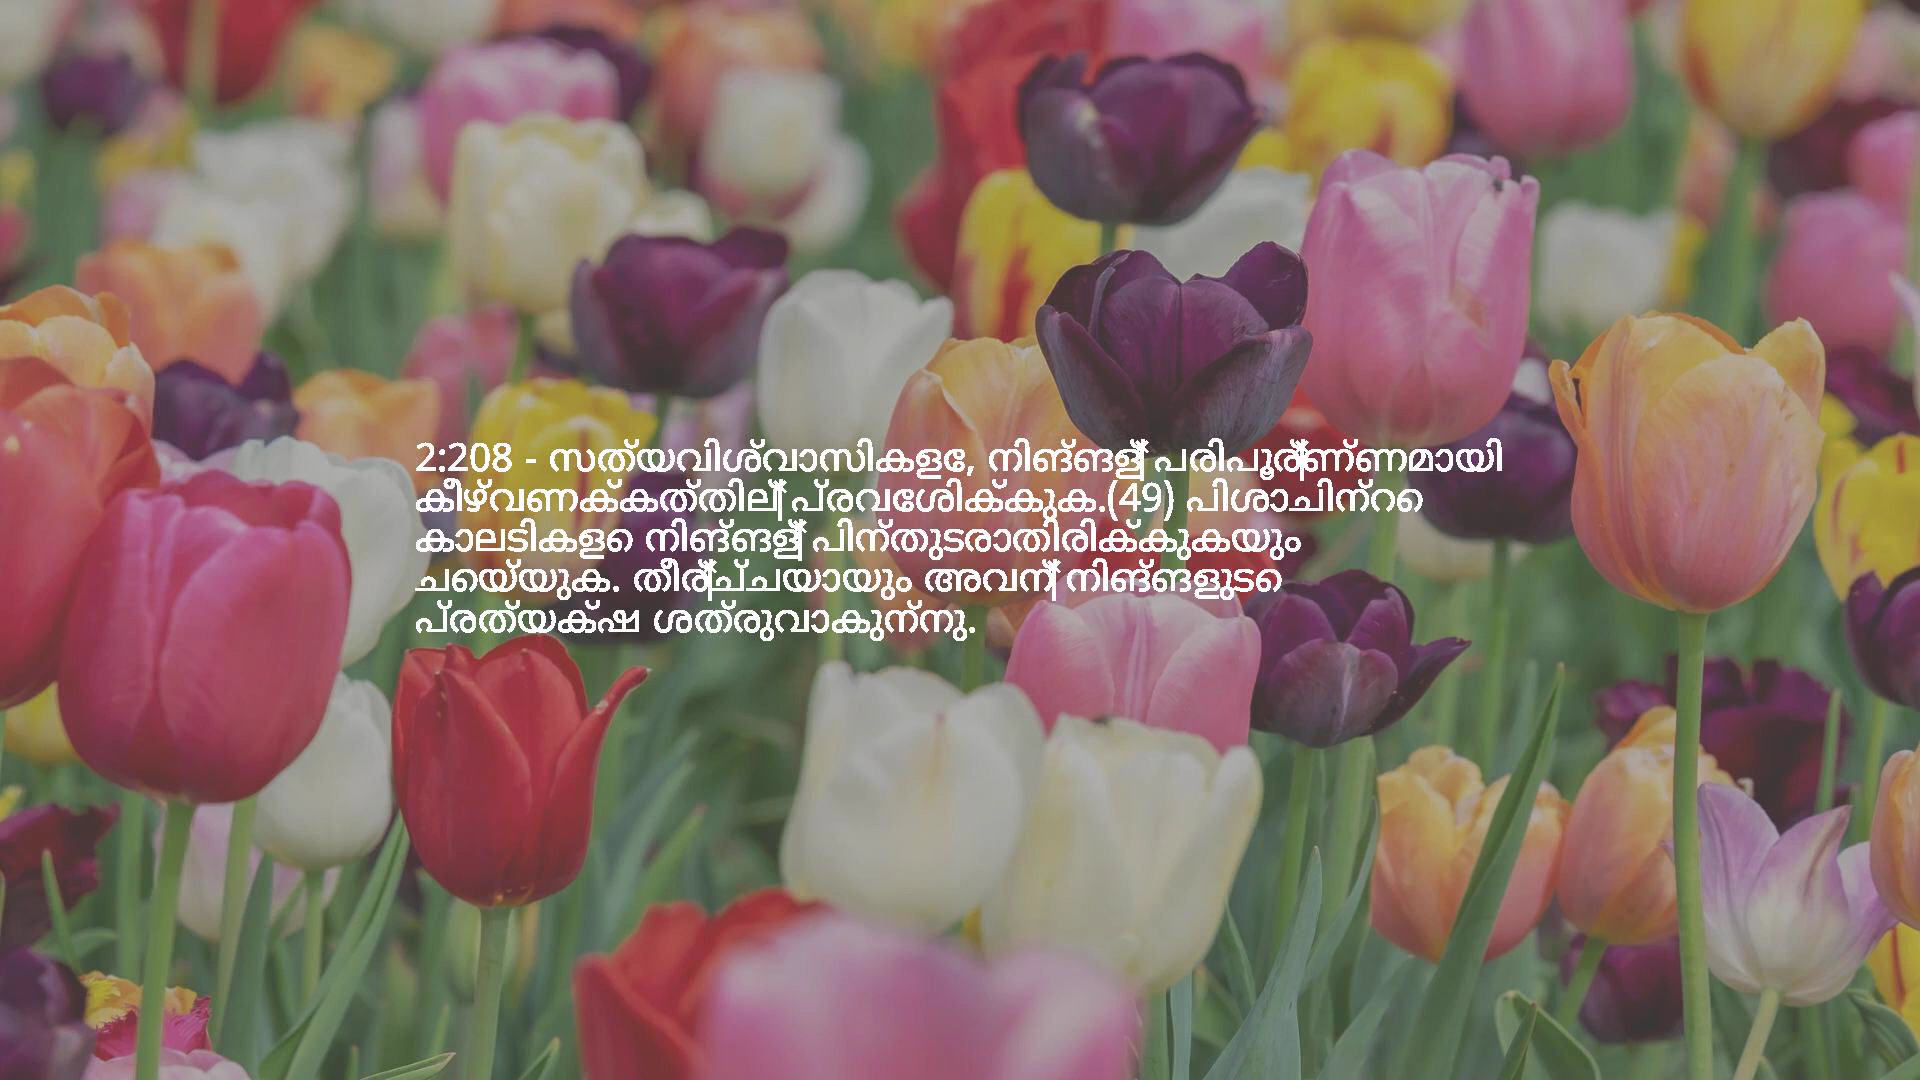 2:208 - സത്യവിശ്വാസികളേ, നിങ്ങള്‍ പരിപൂര്‍ണ്ണമായി
കീഴ്‌വണക്കത്തില്‍ പ്രവേശിക്കുക.(49) പിശാചിന്റെ
കാലടികളെ നിങ്ങള്‍ പിന്തുടരാതിരിക്കുകയും
ചെയ്യുക. തീര്‍ച്ചയായും അവന്‍ നിങ്ങളുടെ
പ്രത്യക്ഷ ശത്രുവാകുന്നു.